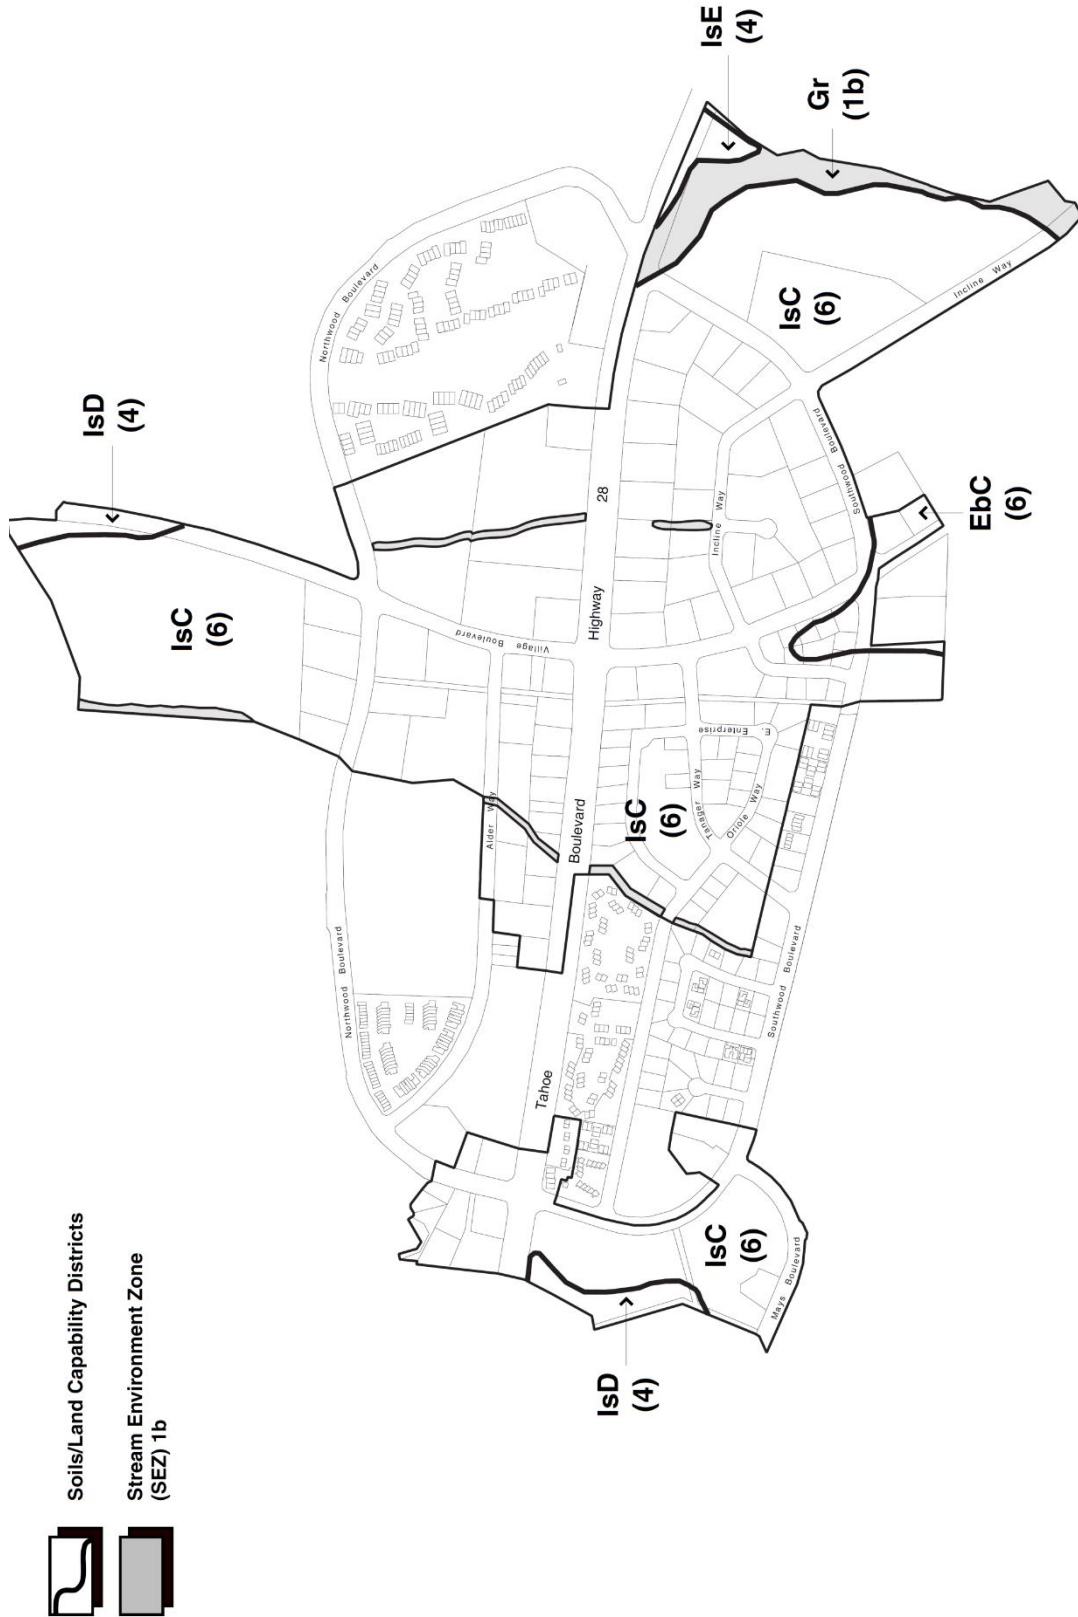 Soils/Land Capability Districts
Stream Environment Zone
(SEZ) 1b
IsD
(4)
IsC
(6)
Northwood Boulevard
Northwood Boulevard
IsE
(4)
Gr
(1b)
IsC
(6)
Incline Way
Village Boulevard
Highway
28
Incline Way
Southwood Boulevard
EbC
(6)
Alder Way
Boulevard
IsC
(6)
E. Enterprise
Tanager Way
Oriole Way
Southwood Boulevard
Tahoe
IsC
(6)
Mays Boulevard
IsD
(4)